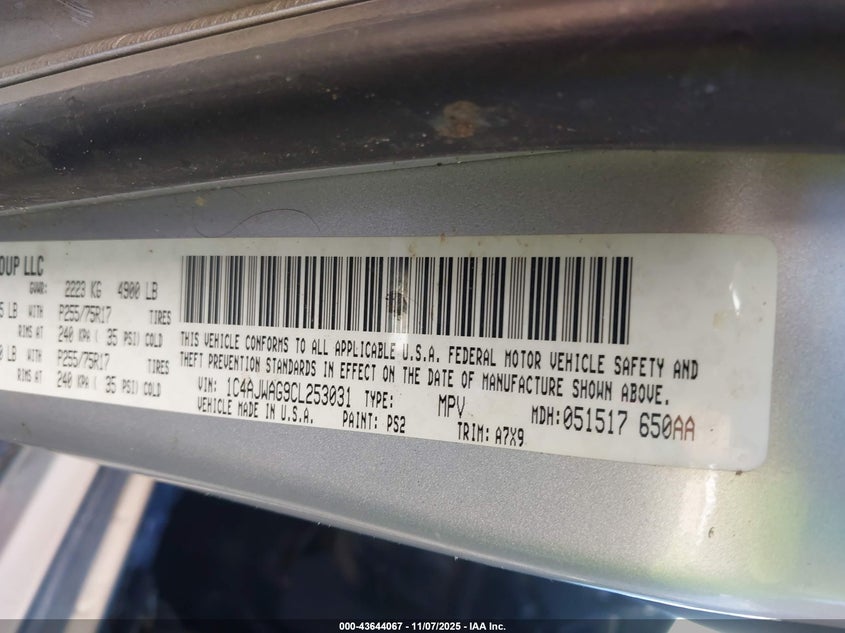 OUP LLC
GVWR: 2223 KG 4900 LB
LB WITH P255/75R17 TIRES
RIMS AT 240 KPA ( 35 PSI) COLD
LB WITH P255/75R17 TIRES
RIMS AT 240 KPA ( 35 PSI) COLD
THIS VEHICLE CONFORMS TO ALL APPLICABLE U.S.A. FEDERAL MOTOR VEHICLE SAFETY AND
THEFT PREVENTION STANDARDS IN EFFECT ON THE DATE OF MANUFACTURE SHOWN ABOVE.
VIN: 1C4AJWAG9CL253031 TYPE: MPV MDH:051517 650AA
VEHICLE MADE IN U.S.A. PAINT: PS2 TRIM: A7X9
000-43644067 - 11/07/2025 - IAA Inc.